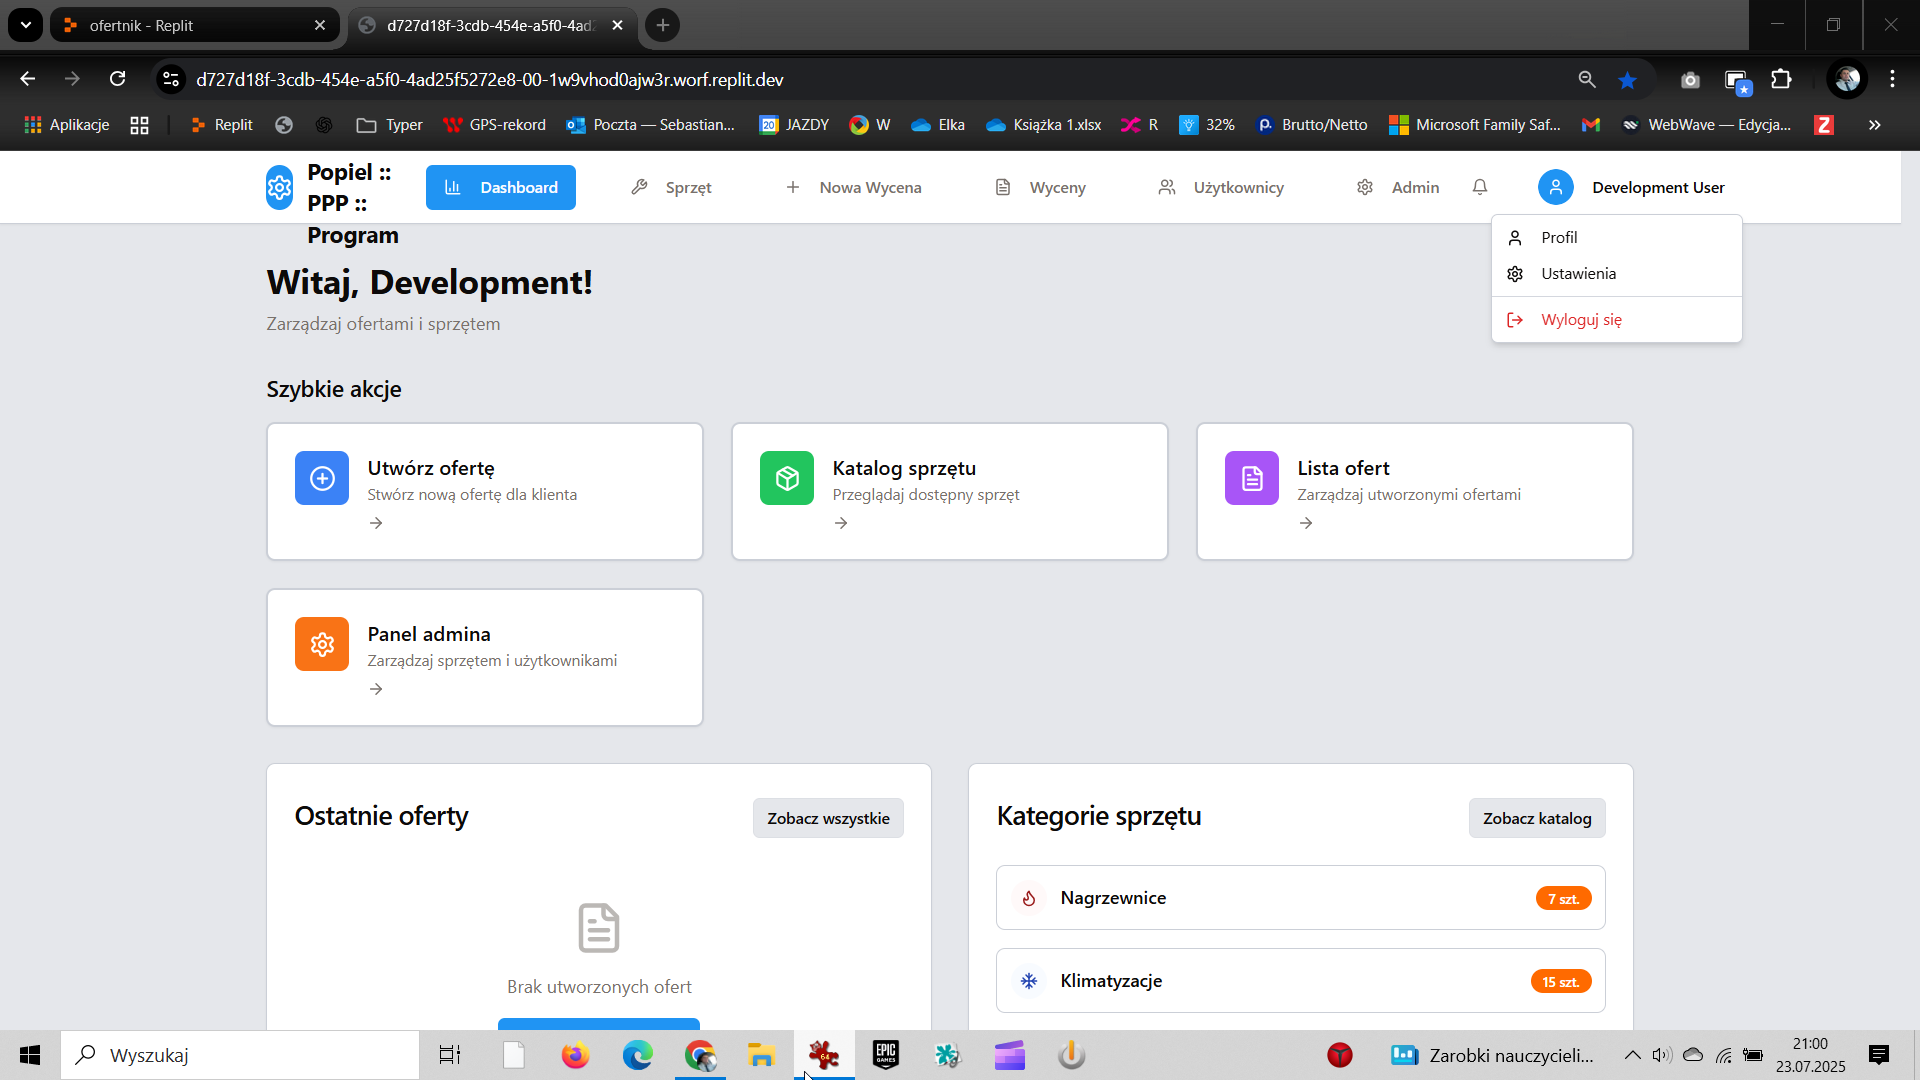 ofertnik - Replit
d727d18f-3cdb-454e-a5f0-4ad2
d727d18f-3cdb-454e-a5f0-4ad25f5272e8-00-1w9vhod0ajw3r.worf.replit.dev
Aplikacje
Replit
Typer
GPS-rekord
Poczta — Sebastian...
20
JAZDY
W
Elka
Książka 1.xlsx
R
32%
Brutto/Netto
Microsoft Family Saf...
WebWave — Edycja...
Z
»
Popiel ::
PPP ::
Program
Dashboard
Sprzęt
Nowa Wycena
Wyceny
Użytkownicy
Admin
Development User
Profil
Ustawienia
Wyloguj się
Witaj, Development!
Zarządzaj ofertami i sprzętem
Szybkie akcje
Utwórz ofertę
Stwórz nową ofertę dla klienta
Katalog sprzętu
Przeglądaj dostępny sprzęt
Lista ofert
Zarządzaj utworzonymi ofertami
Panel admina
Zarządzaj sprzętem i użytkownikami
Ostatnie oferty
Zobacz wszystkie
Brak utworzonych ofert
Kategorie sprzętu
Zobacz katalog
Nagrzewnice
7 szt.
Klimatyzacje
15 szt.
Wyszukaj
64
EPIC
GAMES
Zarobki nauczycieli...
21:00
23.07.2025